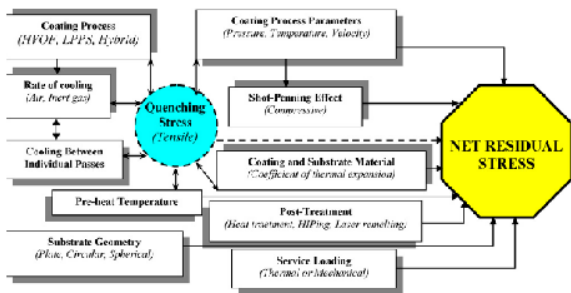 Coating Process
(HVOF, LPPS, Hybrid)
Coating Process Parameters
(Pressure, Temperature, Velocity)
Rate of cooling
(Air, Inert gas)
Quenching
Stress
(Tensile)
Shot-Penning Effect
(Compressive)
Cooling Between
Individual Passes
Coating and Substrate Material
(Coefficient of thermal expansion)
NET RESIDUAL
STRESS
Pre-heat Temperature
Post-Treatment
(Heat treatment, HIPing, Laser remelting)
Substrate Geometry
(Plate, Circular, Spherical)
Service Loading
(Thermal or Mechanical)